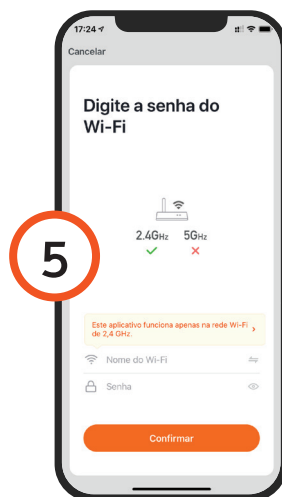 17:24
Cancelar
Digite a senha do
Wi-Fi
2.4GHz 5GHz
5
Este aplicativo funciona apenas na rede Wi-Fi
de 2,4 GHz.
Nome do Wi-Fi
Senha
Confirmar